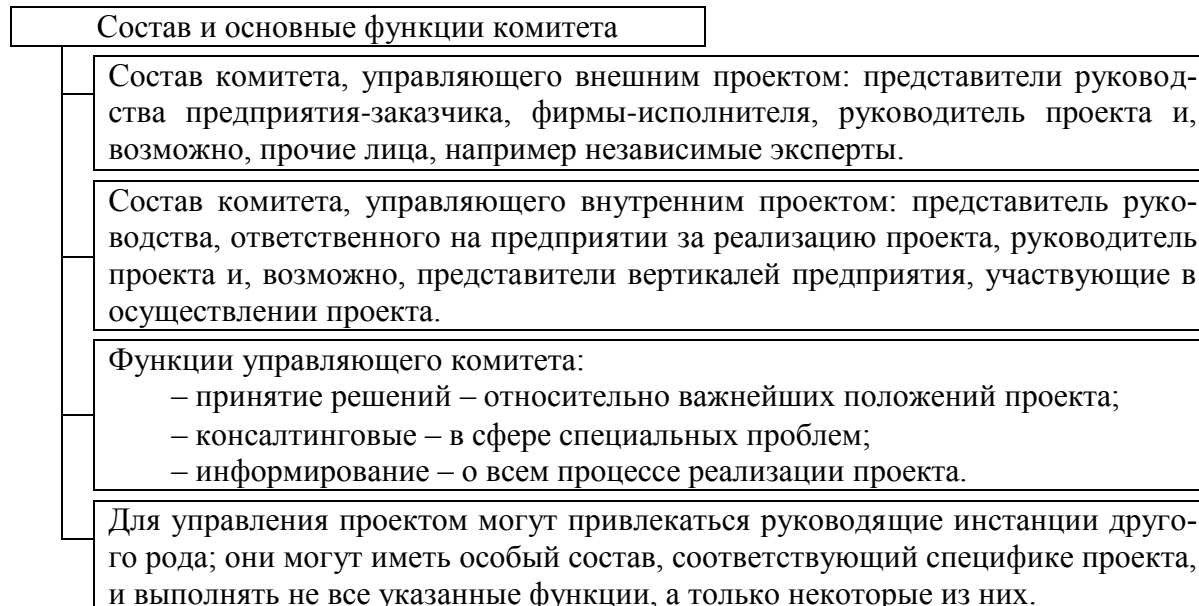 Состав и основные функции комитета
Состав комитета, управляющего внешним проектом: представители руковод-
ства предприятия-заказчика, фирмы-исполнителя, руководитель проекта и,
возможно, прочие лица, например независимые эксперты.
Состав комитета, управляющего внутренним проектом: представитель руко-
водства, ответственного на предприятии за реализацию проекта, руководитель
проекта и, возможно, представители вертикалей предприятия, участвующие в
осуществлении проекта.
Функции управляющего комитета:
– принятие решений – относительно важнейших положений проекта;
– консалтинговые – в сфере специальных проблем;
– информирование – о всем процессе реализации проекта.
Для управления проектом могут привлекаться руководящие инстанции друго-
го рода; они могут иметь особый состав, соответствующий специфике проекта,
и выполнять не все указанные функции, а только некоторые из них.